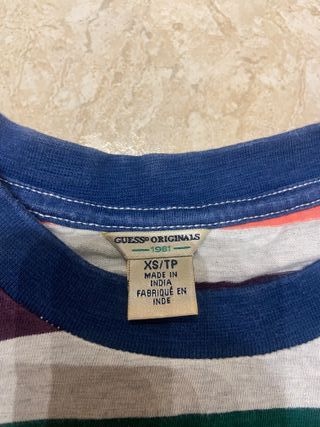 GUESS® ORIGINALS
1981
XS/TP
MADE IN
INDIA
FABRIQUÉ EN
INDE